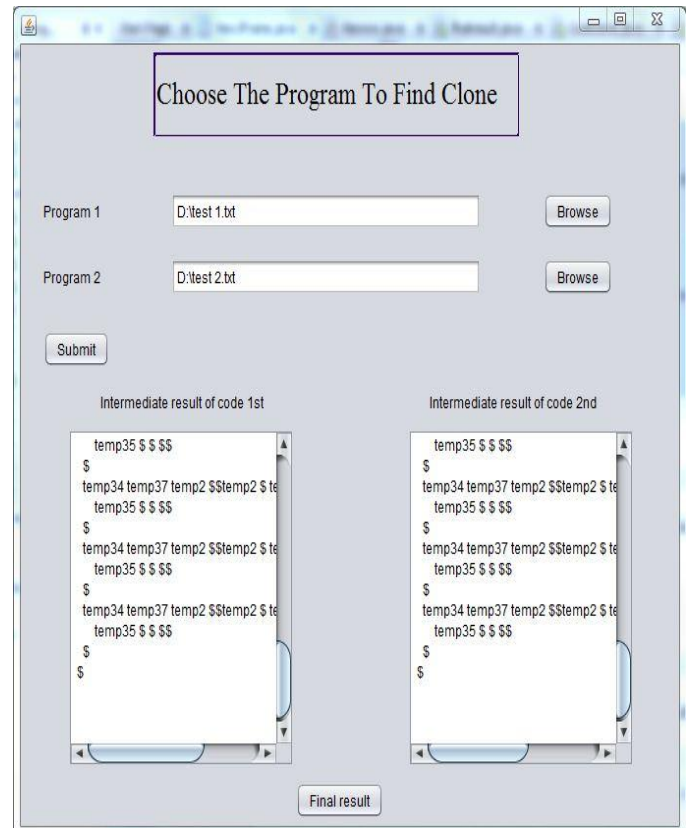 Choose The Program To Find Clone
Program 1
D:\test 1.txt
Browse
Program 2
D:\test 2.txt
Browse
Submit
Intermediate result of code 1st
temp35 $ $ $$
$
temp34 temp37 temp2 $$temp2 $ te
temp35 $ $ $$
$
temp34 temp37 temp2 $$temp2 $ te
temp35 $ $ $$
$
temp34 temp37 temp2 $$temp2 $ te
temp35 $ $ $$
$
$
Intermediate result of code 2nd
temp35 $ $ $$
$
temp34 temp37 temp2 $$temp2 $ te
temp35 $ $ $$
$
temp34 temp37 temp2 $$temp2 $ te
temp35 $ $ $$
$
temp34 temp37 temp2 $$temp2 $ te
temp35 $ $ $$
$
$
Final result